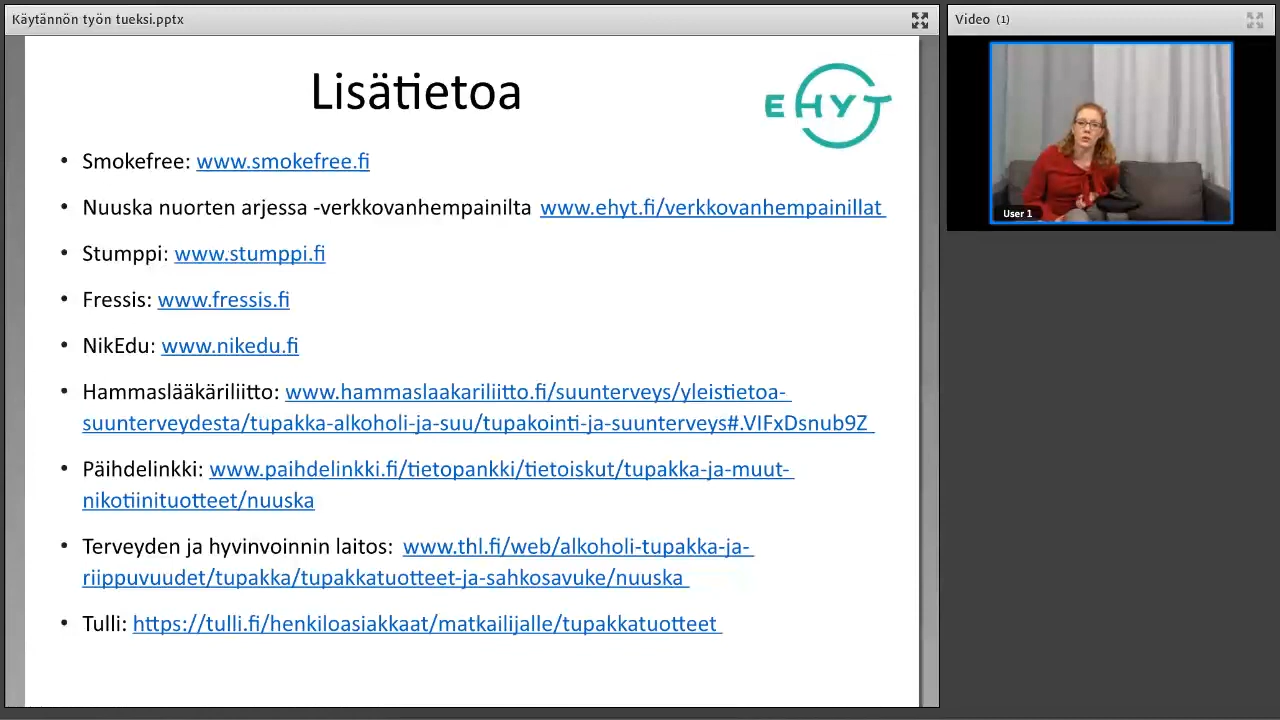 Käytännön työn tueksi.pptx
Video (1)
Lisätietoa
EHYT
• Smokefree: www.smokefree.fi
• Nuuska nuorten arjessa -verkkovanhempainilta www.ehyt.fi/verkkovanhempainillat
• Stumppi: www.stumppi.fi
• Fressis: www.fressis.fi
• NikEdu: www.nikedu.fi
• Hammaslääkäriliitto: www.hammaslaakariliitto.fi/suunterveys/yleistietoa-
suunterveydesta/tupakka-alkoholi-ja-suu/tupakointi-ja-suunterveys#.VIFxDsnub9Z
• Päihdelinkki: www.paihdelinkki.fi/tietopankki/tietoiskut/tupakka-ja-muut-
nikotiinituotteet/nuuska
• Terveyden ja hyvinvoinnin laitos: www.thl.fi/web/alkoholi-tupakka-ja-
riippuvuudet/tupakka/tupakkatuotteet-ja-sahkosavuke/nuuska
• Tulli: https://tulli.fi/henkiloasiakkaat/matkailijalle/tupakkatuotteet
User 1